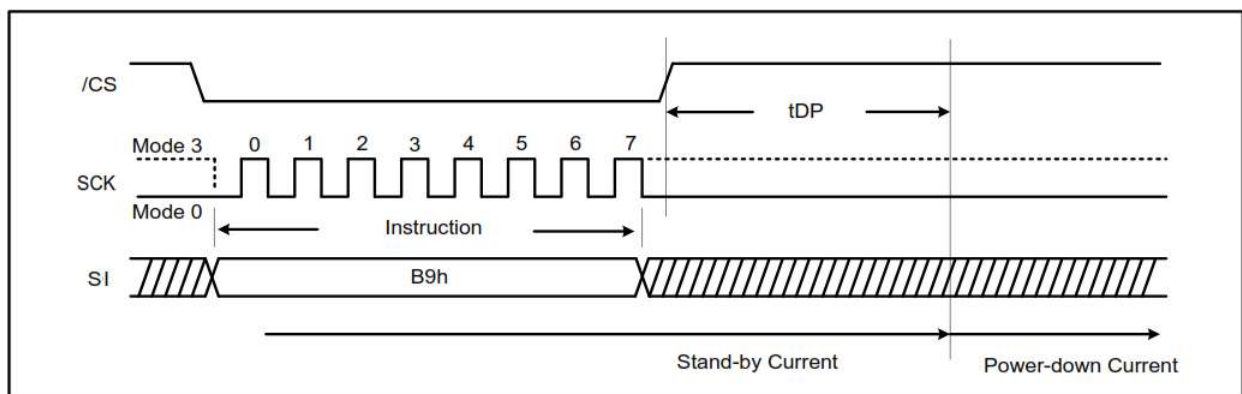 /CS
tDP
Mode 3
0 1 2 3 4 5 6 7
SCK
Mode 0
Instruction
SI
B9h
Stand-by Current
Power-down Current